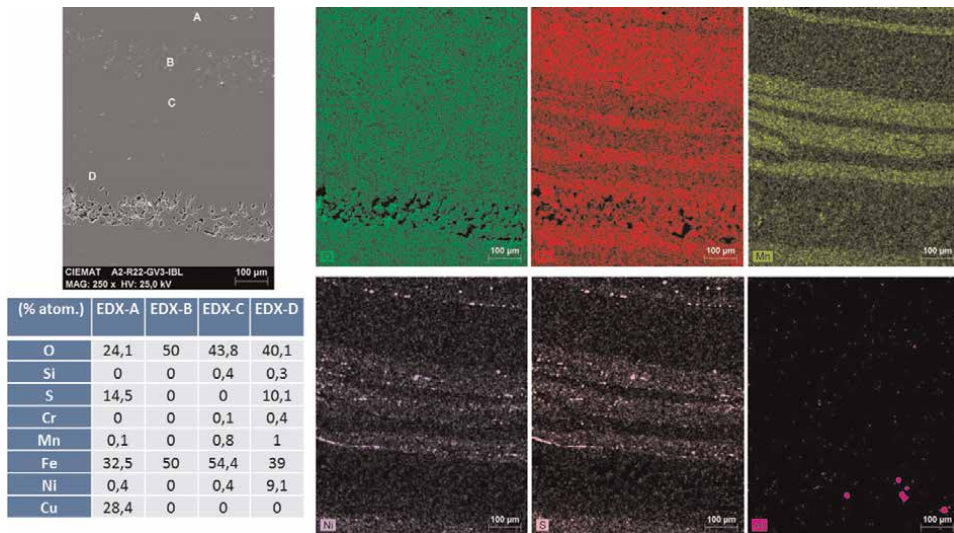 A
B
C
D
CIEMAT A2-R22-GV3-IBL
MAG: 250 x HV: 25,0 kV
100 µm
100 µm
100 µm
Mn
100 µm
(% atom.) EDX-A EDX-B EDX-C EDX-D
O 24,1 50 43,8 40,1
Si 0 0 0,4 0,3
S 14,5 0 0 10,1
Cr 0 0 0,1 0,4
Mn 0,1 0 0,8 1
Fe 32,5 50 54,4 39
Ni 0,4 0 0,4 9,1
Cu 28,4 0 0 0
Ni
100 µm
S
100 µm
100 µm